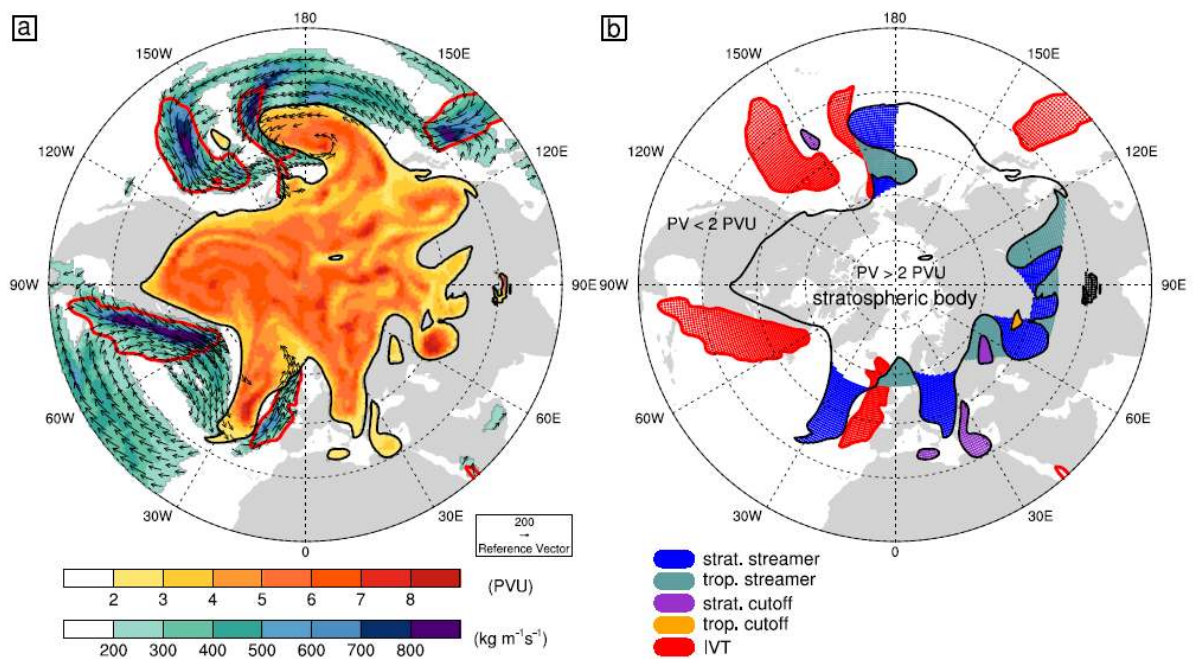 a
180
150W
150E
120W
120E
90W
90E
60W
60E
30W
30E
0
200
Reference Vector
2 3 4 5 6 7 8
(PVU)
200 300 400 500 600 700 800
(kg m⁻¹s⁻¹)
b
180
150W
150E
120W
120E
PV < 2 PVU
90W
90E
PV > 2 PVU
stratospheric body
60W
60E
30W
30E
0
strat. streamer
trop. streamer
strat. cutoff
trop. cutoff
IVT